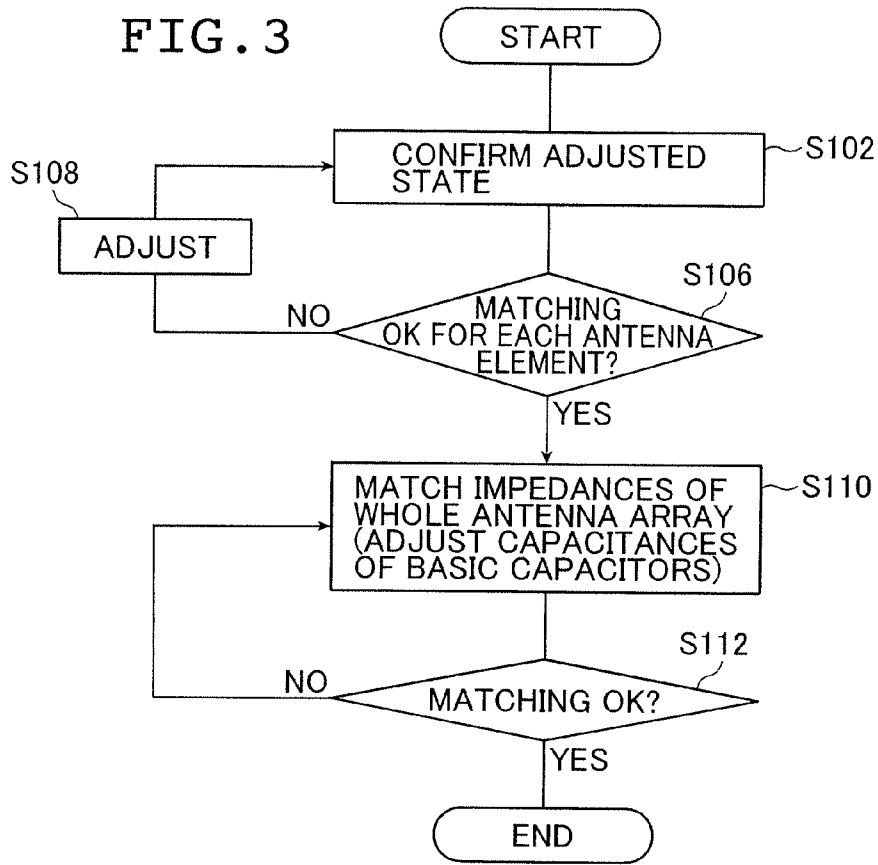 FIG.3
START
CONFIRM ADJUSTED
STATE
S102
S108
ADJUST
S106
MATCHING
OK FOR EACH ANTENNA
ELEMENT?
NO
YES
MATCH IMPEDANCES OF
WHOLE ANTENNA ARRAY
(ADJUST CAPACITANCES
OF BASIC CAPACITORS)
S110
S112
MATCHING OK?
NO
YES
END